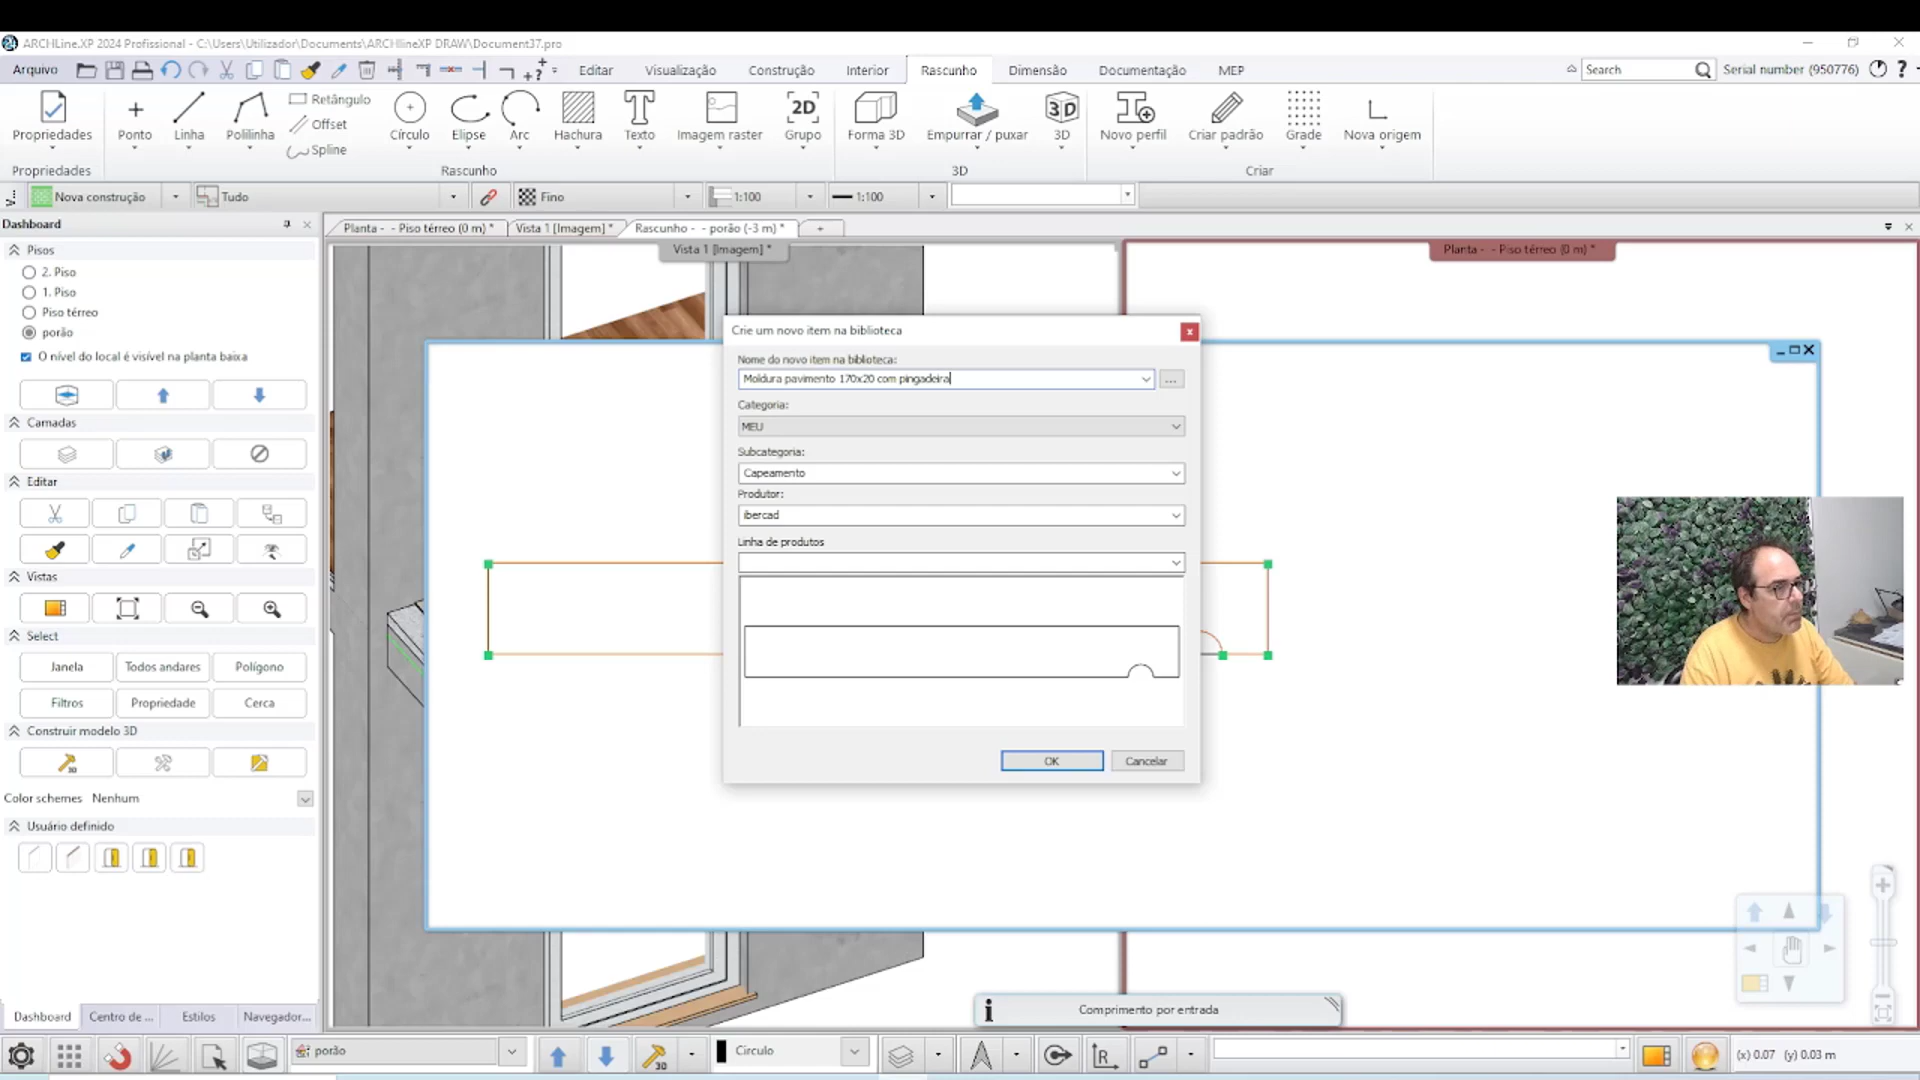 ARCHLine.XP 2024 Profissional - C:\Users\Utilizador\Documents\ARCHlineXP DRAW\Document37.pro
Arquivo
Editar
Visualização
Construção
Interior
Rascunho
Dimensão
Documentação
MEP
Search
Serial number (950776)
Propriedades
Ponto
Linha
Polilinha
Retângulo
Offset
Spline
Círculo
Elipse
Arc
Hachura
Texto
Imagem raster
2D
Grupo
Forma 3D
Empurrar / puxar
3D
3D
Novo perfil
Criar padrão
Grade
Nova origem
Propriedades
Rascunho
3D
Criar
Nova construção
Tudo
Fino
1:100
1:100
Dashboard
Planta - - Piso térreo (0 m) *
Vista 1 [Imagem] *
Rascunho - - porão (-3 m) *
+
Vista 1 [Imagem] *
Planta - - Piso térreo (0 m) *
Pisos
2. Piso
1. Piso
Piso térreo
porão
O nível do local é visível na planta baixa
Camadas
Editar
Vistas
Select
Janela
Todos andares
Polígono
Filtros
Propriedade
Cerca
Construir modelo 3D
Color schemes
Nenhum
Usuário definido
Crie um novo item na biblioteca
Nome do novo item na biblioteca:
Moldura pavimento 170x20 com pingadeira
...
Categoria:
MEU
Subcategoria:
Capeamento
Produtor:
ibercad
Linha de produtos
OK
Cancelar
Comprimento por entrada
Dashboard
Centro de ...
Estilos
Navegador...
porão
Circulo
(x) 0.07 (y) 0.03 m